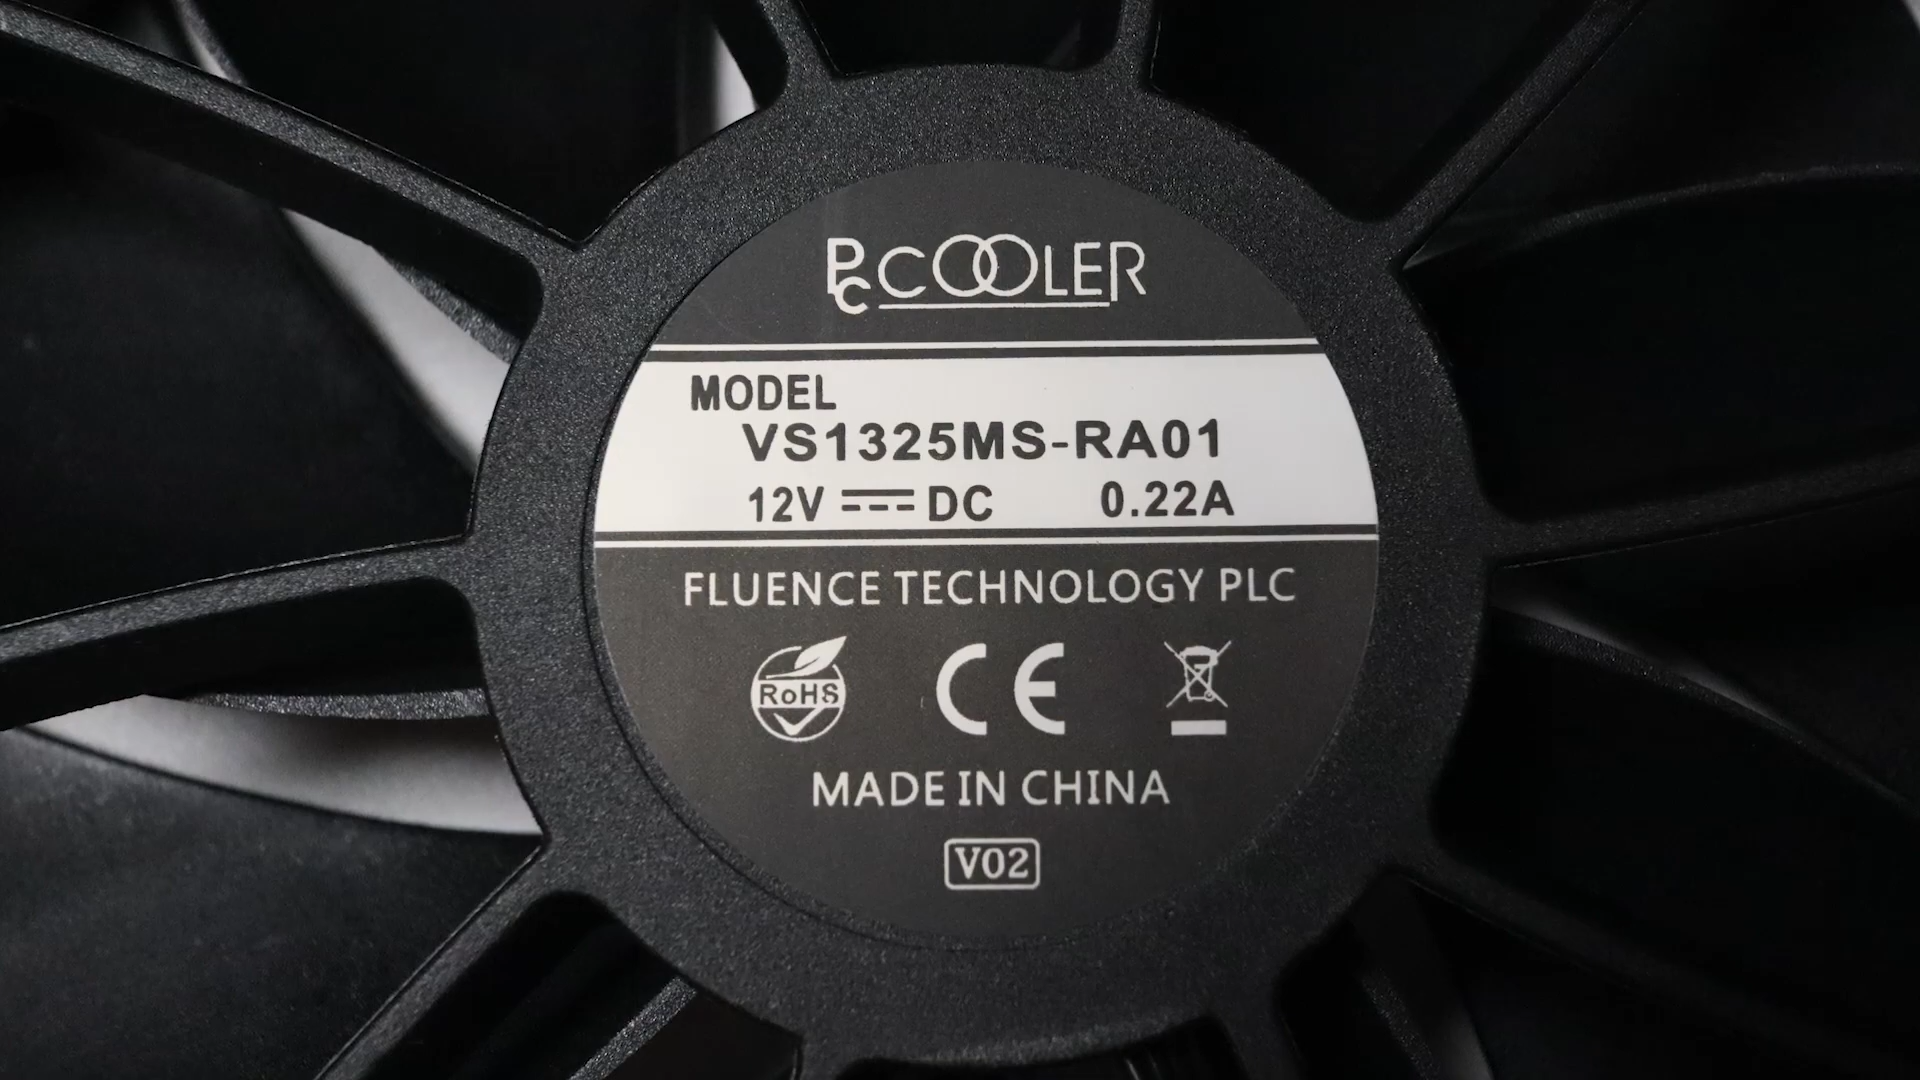 PCCOOLER
MODEL
VS1325MS-RA01
12V ⎓ DC 0.22A
FLUENCE TECHNOLOGY PLC
RoHS CE
MADE IN CHINA
V02